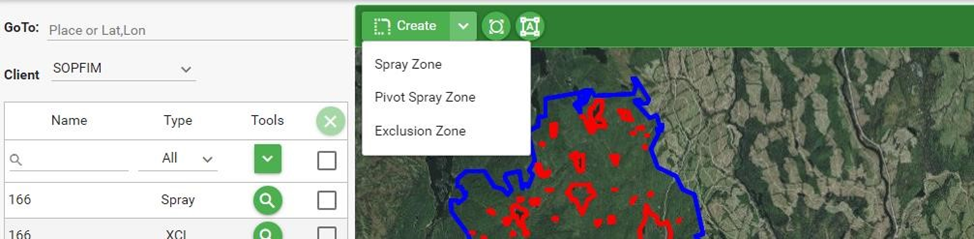 GoTo: Place or Lat,Lon
Create
A
Client SOPFIM
Spray Zone
Pivot Spray Zone
Exclusion Zone
Name Type Tools
All
166 Spray
166 XCL